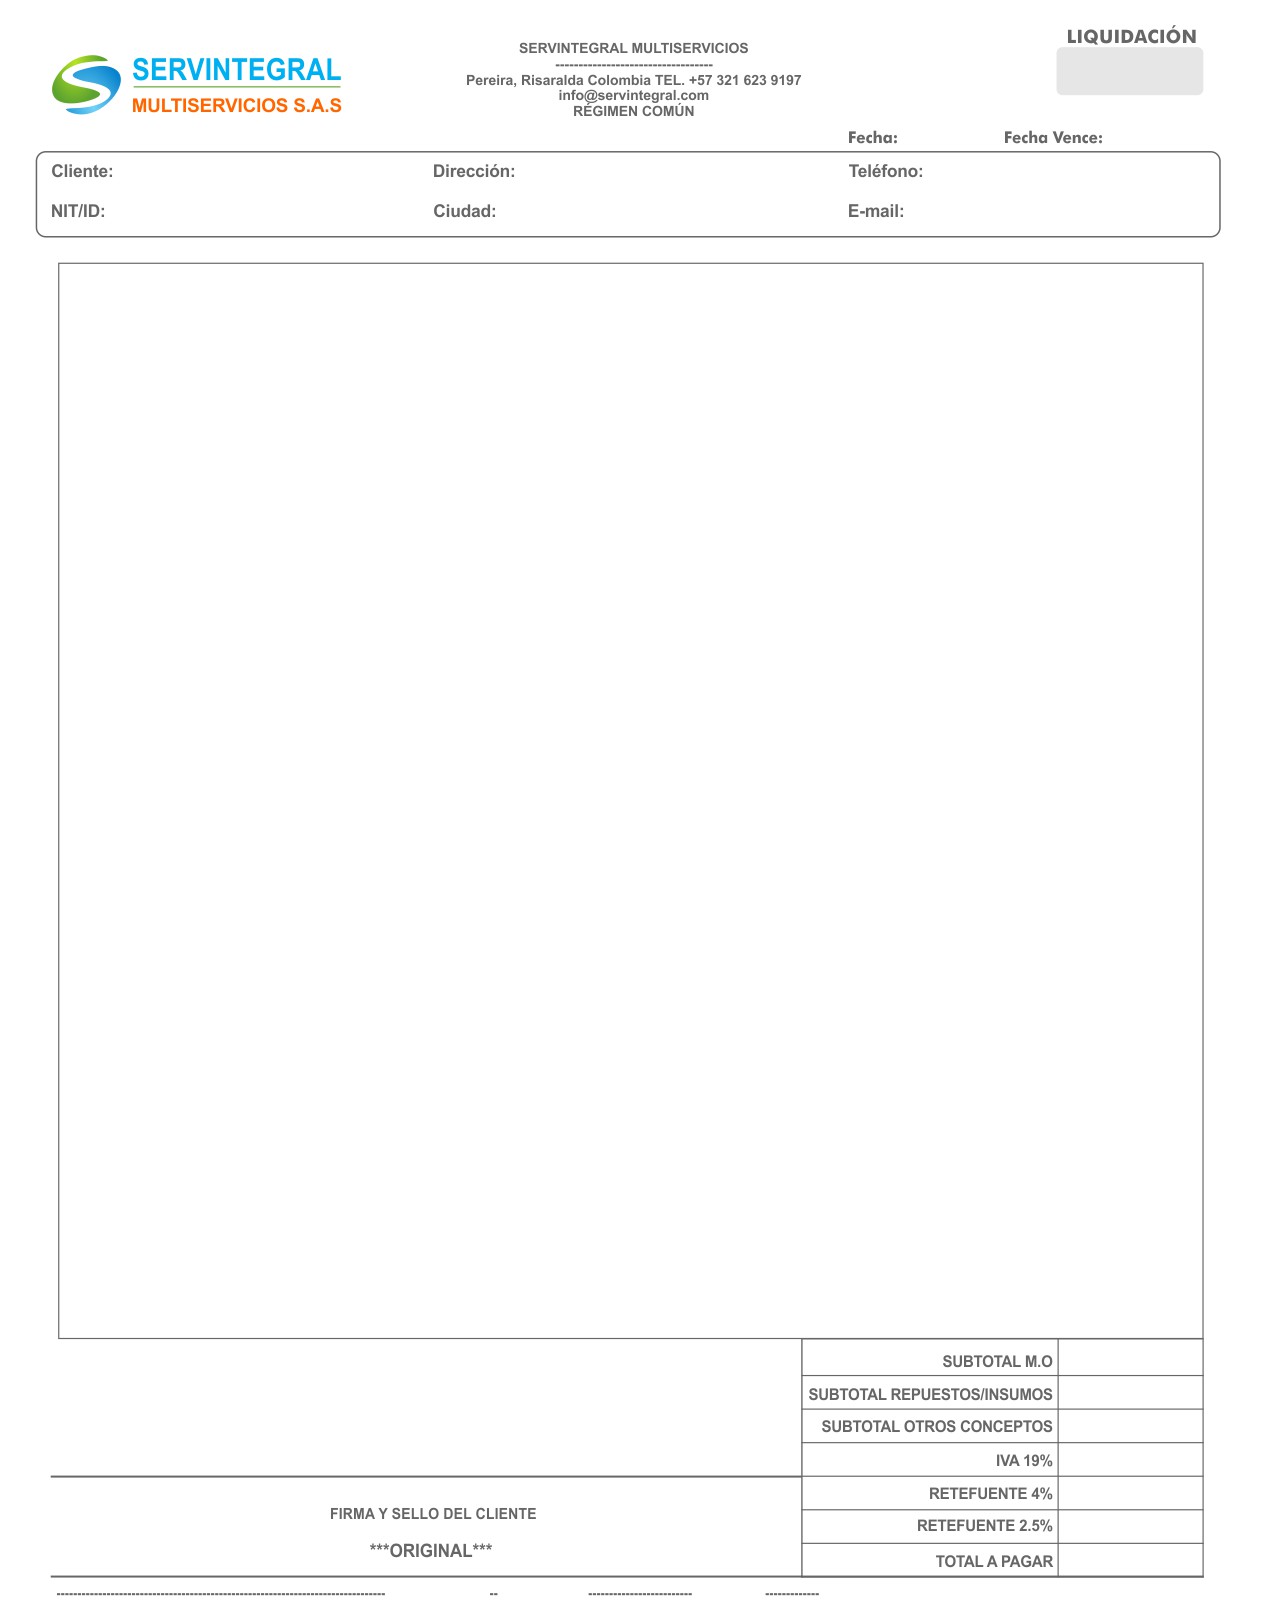 LIQUIDACIÓN
SERVINTEGRAL
MULTISERVICIOS S.A.S
SERVINTEGRAL MULTISERVICIOS
----------------------------------
Pereira, Risaralda Colombia TEL. +57 321 623 9197
info@servintegral.com
RÉGIMEN COMÚN
Fecha: Fecha Vence:
Cliente: Dirección: Teléfono:
NIT/ID: Ciudad: E-mail:
SUBTOTAL M.O
SUBTOTAL REPUESTOS/INSUMOS
SUBTOTAL OTROS CONCEPTOS
IVA 19%
RETEFUENTE 4%
RETEFUENTE 2.5%
TOTAL A PAGAR
FIRMA Y SELLO DEL CLIENTE
***ORIGINAL***
------------------------------------------------------------------------------- -- ------------------------- -------------